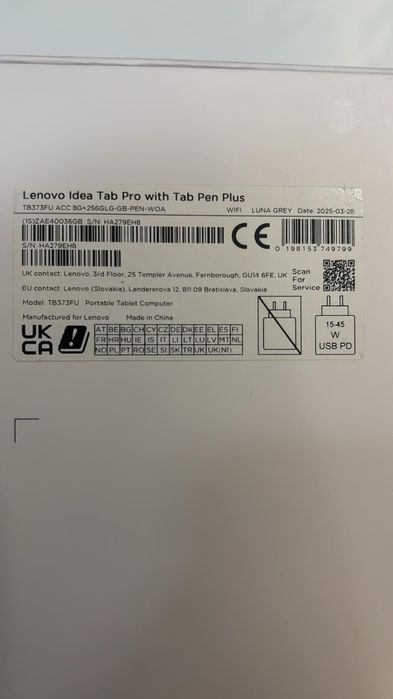 Lenovo Idea Tab Pro with Tab Pen Plus
TB373FU ACC 8G+256GLG-GB-PEN-WOA WIFI LUNA GREY Date: 2025-03-28
(1S)ZAE40036GB S/N: HA279EH8
CE
0 198153 749799
S/N: HA279EH8
UK contact: Lenovo, 3rd Floor, 25 Templer Avenue, Farnborough, GU14 6FE, UK
Scan
For
Service
EU contact: Lenovo (Slovakia), Landererova 12, 811 09 Bratislava, Slovakia
Model: TB373FU Portable Tablet Computer
Manufactured for Lenovo Made in China
UK
CA
AT BE BG CH CY CZ DE DK EE EL ES FI
FR HR HU IE IS IT LI LT LU LV MT NL
NO PL PT RO SE SI SK TR UK UK(NI)
15-45
W
USB PD